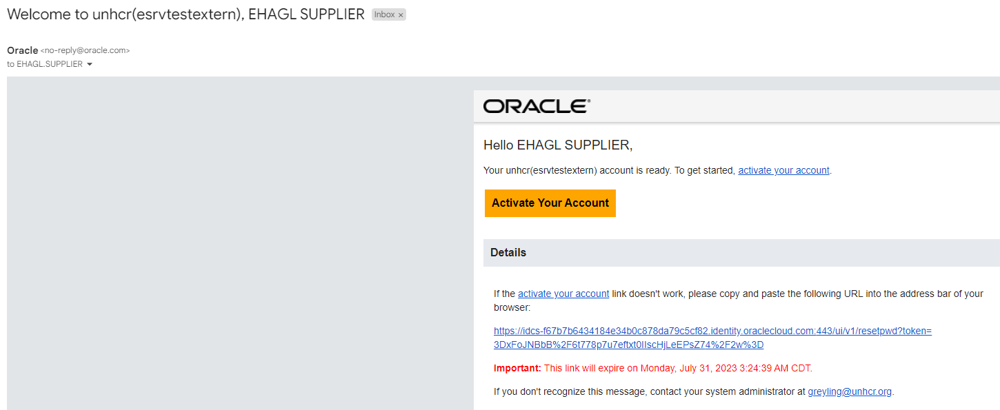 Welcome to unhcr(esrvtestextern), EHAGL SUPPLIER Inbox ×
Oracle <no-reply@oracle.com>
to EHAGL.SUPPLIER
ORACLE®
Hello EHAGL SUPPLIER,
Your unhcr(esrvtestextern) account is ready. To get started, activate your account.
Activate Your Account
Details
If the activate your account link doesn't work, please copy and paste the following URL into the address bar of your
browser:
https://idcs-f67b7b6434184e34b0c878da79c5cf82.identity.oraclecloud.com:443/ui/v1/resetpwd?token=
3DxFoJNBbB%2F6t778p7u7eftxt0IIscHjLeEPsZ74%2F2w%3D
Important: This link will expire on Monday, July 31, 2023 3:24:39 AM CDT.
If you don't recognize this message, contact your system administrator at greyling@unhcr.org.